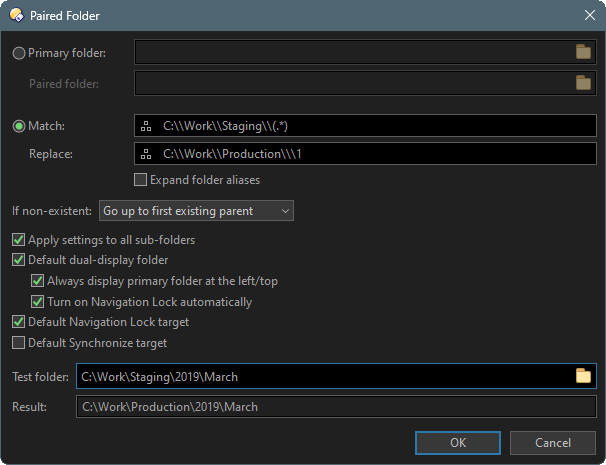 Paired Folder
Primary folder:
Paired folder:
Match: C:\\Work\\Staging\\(.*)
Replace: C:\\Work\\Production\\\1
Expand folder aliases
If non-existent: Go up to first existing parent
Apply settings to all sub-folders
Default dual-display folder
Always display primary folder at the left/top
Turn on Navigation Lock automatically
Default Navigation Lock target
Default Synchronize target
Test folder: C:\Work\Staging\2019\March
Result: C:\Work\Production\2019\March
OK Cancel